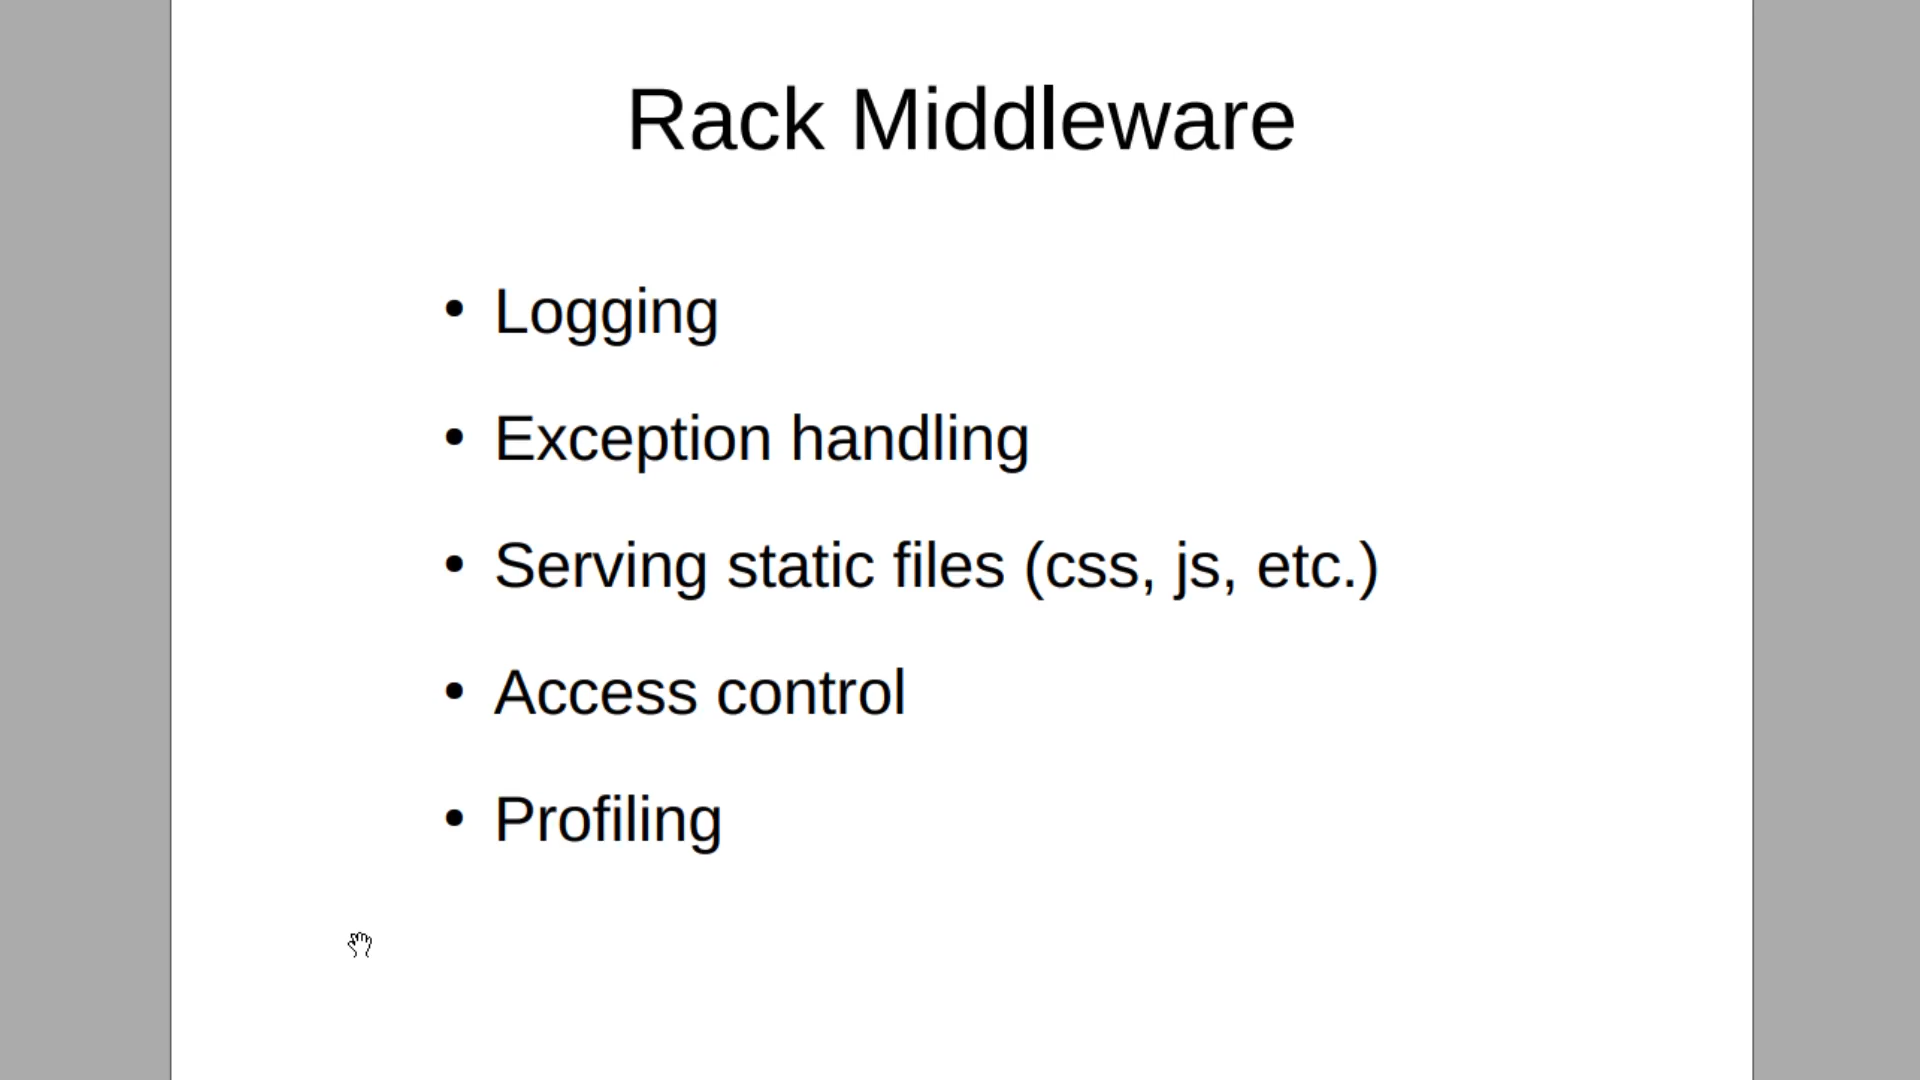 Rack Middleware
• Logging
• Exception handling
• Serving static files (css, js, etc.)
• Access control
• Profiling